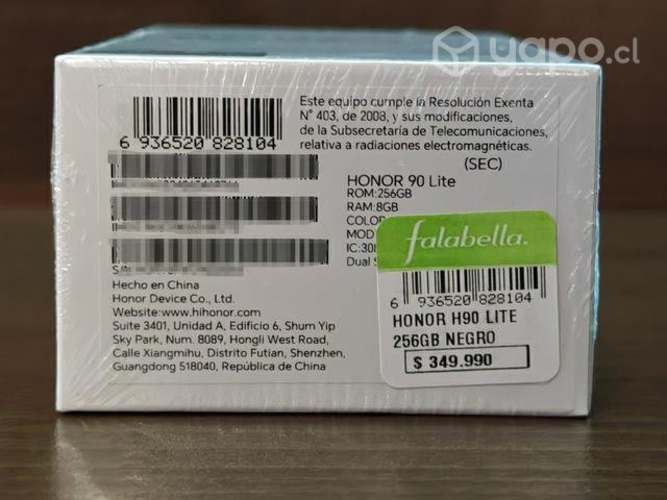 yapo.cl
Este equipo cumple la Resolución Exenta
N° 403, de 2008, y sus modificaciones,
de la Subsecretaría de Telecomunicaciones,
relativa a radiaciones electromagnéticas.
(SEC)
6 936520 828104
HONOR 90 Lite
ROM:256GB
RAM:8GB
COLOR
MOD
Dual
Hecho en China
Honor Device Co., Ltd.
Website:www.hihonor.com
Suite 3401, Unidad A, Edificio 6, Shum Yip
Sky Park, Num. 8089, Hongli West Road,
Calle Xiangmihu, Distrito Futian, Shenzhen,
Guangdong 518040, República de China
falabella.
6 936520 828104
HONOR H90 LITE
256GB NEGRO
$ 349.990